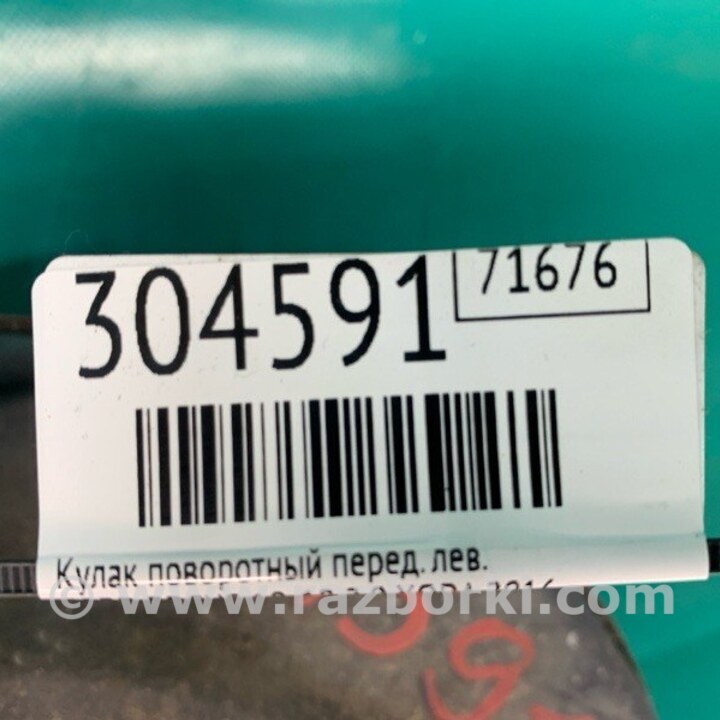 304591
71676
Кулак поворотный перед. лев.
© www.razborki.com